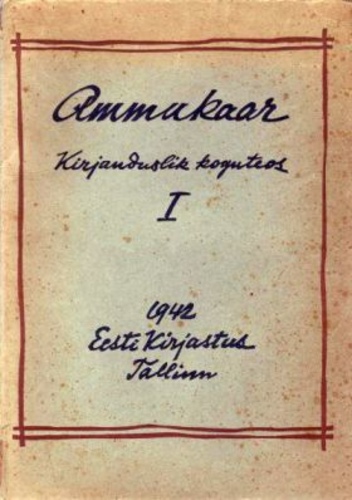 Ammukaar
Kirjanduslik koguteos
I
1942
Eesti Kirjastus
Tallinn